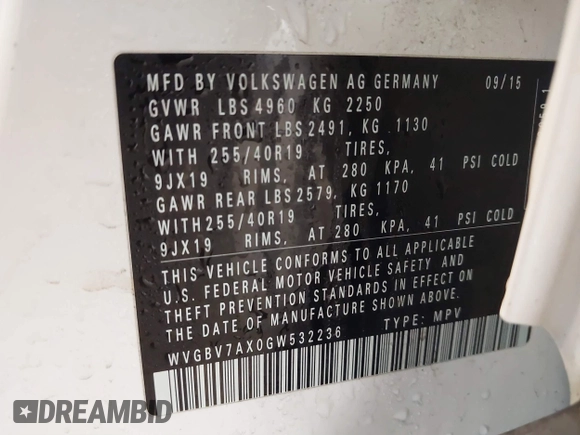 MFD BY VOLKSWAGEN AG GERMANY 09/15
GVWR LBS 4960 KG 2250
GAWR FRONT LBS 2491, KG 1130
WITH 255/40R19 TIRES,
9JX19 RIMS, AT 280 KPA, 41 PSI COLD
GAWR REAR LBS 2579, KG 1170
WITH 255/40R19 TIRES,
9JX19 RIMS, AT 280 KPA, 41 PSI COLD
THIS VEHICLE CONFORMS TO ALL APPLICABLE
U.S. FEDERAL MOTOR VEHICLE SAFETY AND
THEFT PREVENTION STANDARDS IN EFFECT ON
THE DATE OF MANUFACTURE SHOWN ABOVE.
WVGBV7AX0GW532236 TYPE: MPV
DREAMBID